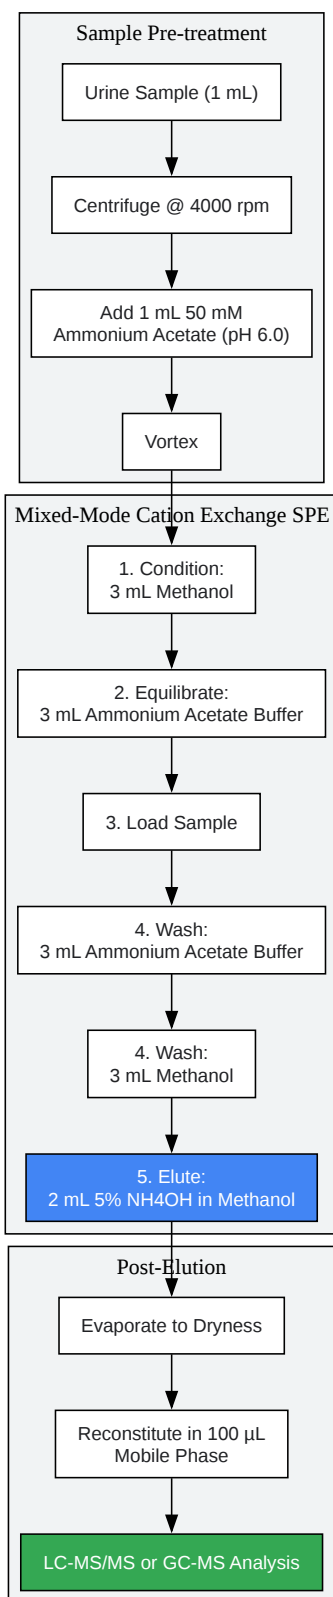 Sample Pre-treatment
Urine Sample (1 mL)
Centrifuge @ 4000 rpm
Add 1 mL 50 mM
Ammonium Acetate (pH 6.0)
Vortex
Mixed-Mode Cation Exchange SPE
1. Condition:
3 mL Methanol
2. Equilibrate:
3 mL Ammonium Acetate Buffer
3. Load Sample
4. Wash:
3 mL Ammonium Acetate Buffer
4. Wash:
3 mL Methanol
5. Elute:
2 mL 5% NH4OH in Methanol
Post-Elution
Evaporate to Dryness
Reconstitute in 100 µL
Mobile Phase
LC-MS/MS or GC-MS Analysis